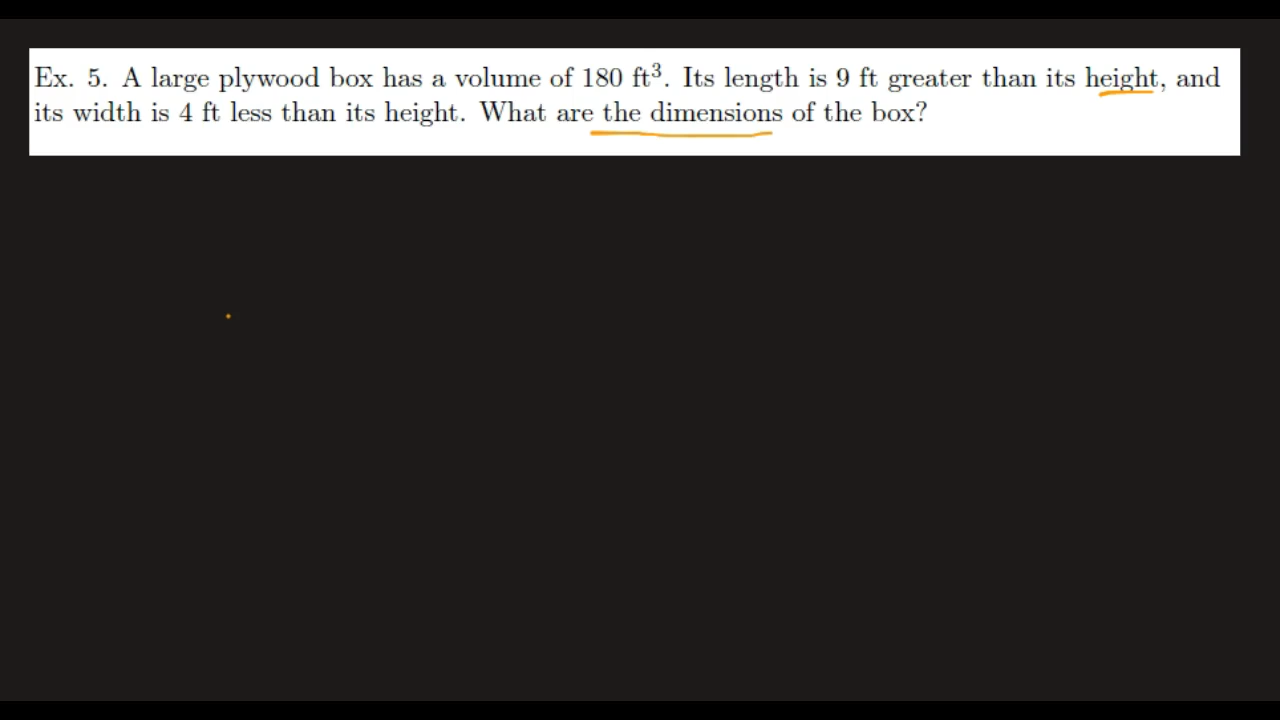 Ex. 5. A large plywood box has a volume of 180 ft³. Its length is 9 ft greater than its height, and
its width is 4 ft less than its height. What are the dimensions of the box?